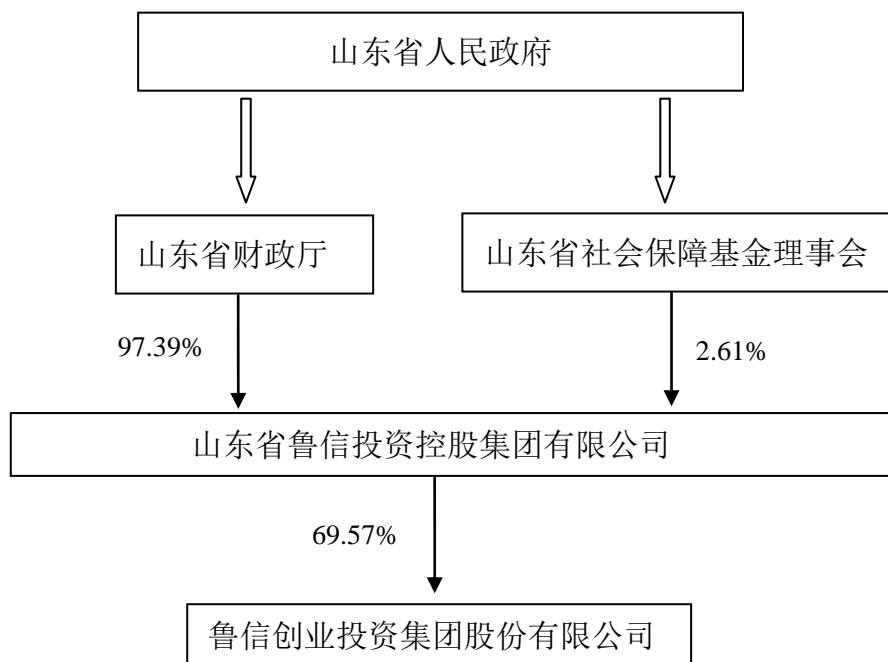 山东省人民政府
山东省财政厅
山东省社会保障基金理事会
97.39%
2.61%
山东省鲁信投资控股集团有限公司
69.57%
鲁信创业投资集团股份有限公司